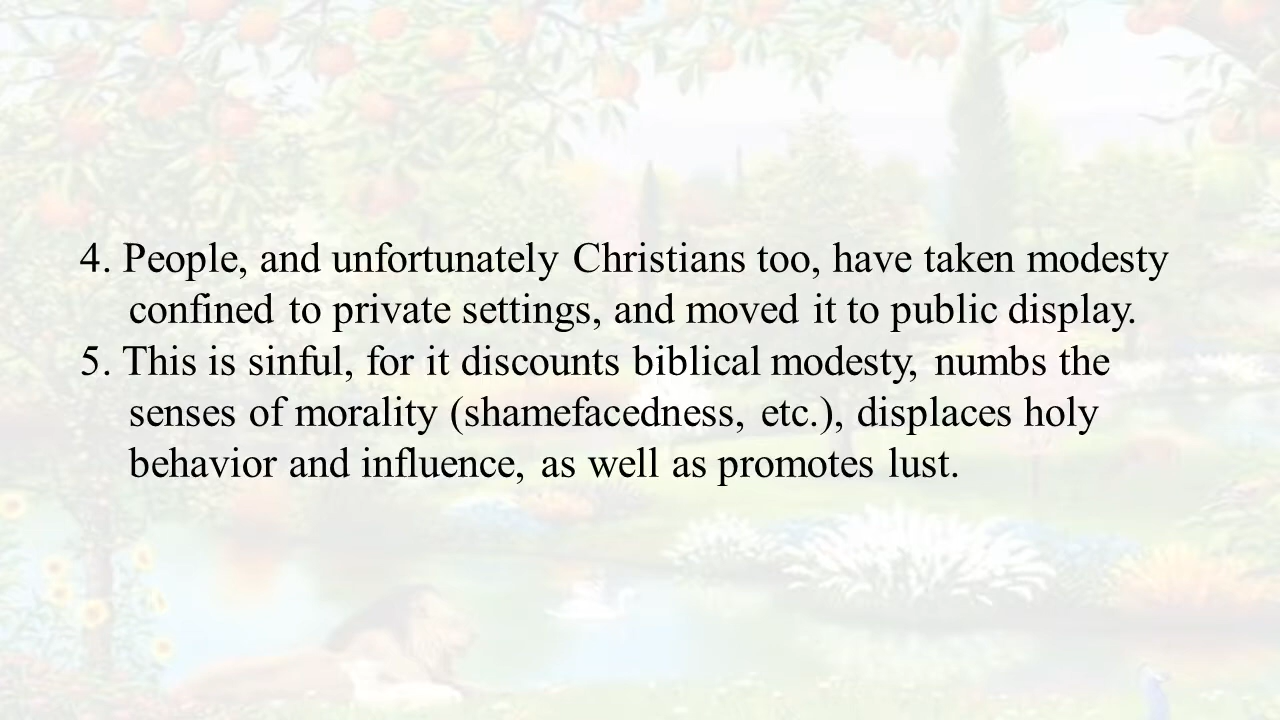 4. People, and unfortunately Christians too, have taken modesty
confined to private settings, and moved it to public display.
5. This is sinful, for it discounts biblical modesty, numbs the
senses of morality (shamefacedness, etc.), displaces holy
behavior and influence, as well as promotes lust.